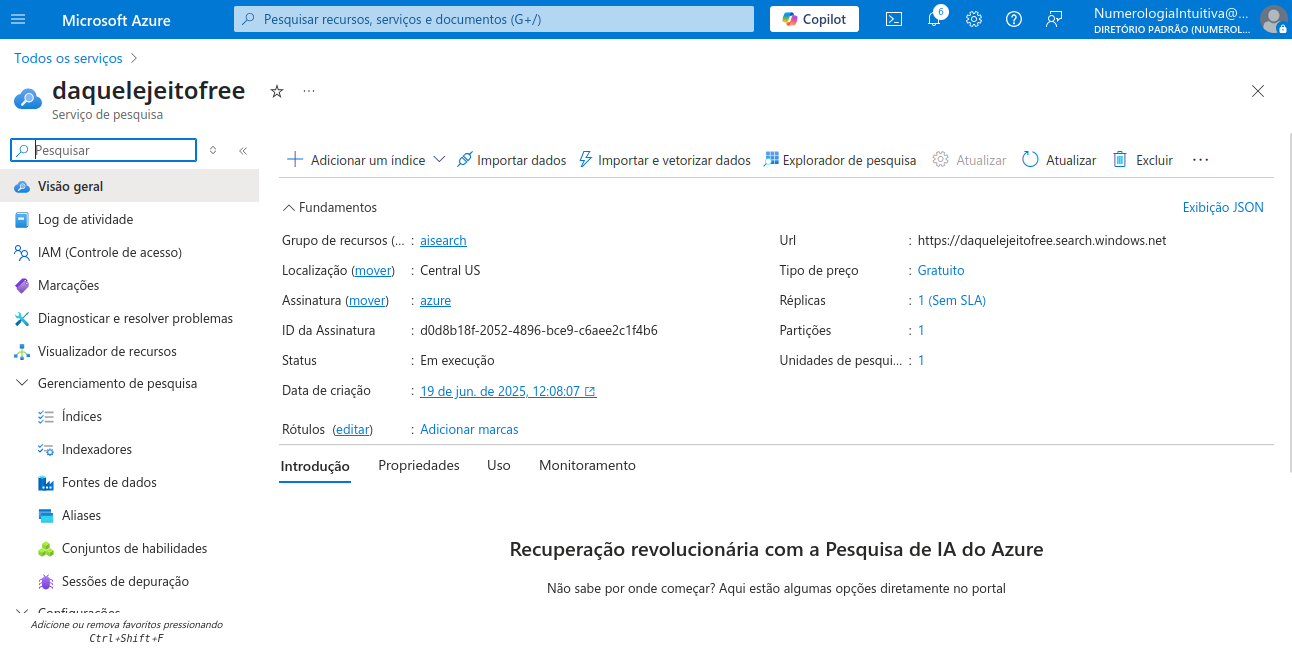 Microsoft Azure
Pesquisar recursos, serviços e documentos (G+/)
Copilot
6
NumerologiaIntuitiva@...
DIRETÓRIO PADRÃO (NUMEROL...
Todos os serviços
daquelejeitofree
Serviço de pesquisa
Pesquisar
Adicionar um índice
Importar dados
Importar e vetorizar dados
Explorador de pesquisa
Atualizar
Atualizar
Excluir
Visão geral
Log de atividade
IAM (Controle de acesso)
Marcações
Diagnosticar e resolver problemas
Visualizador de recursos
Gerenciamento de pesquisa
Índices
Indexadores
Fontes de dados
Aliases
Conjuntos de habilidades
Sessões de depuração
Configurações
Adicione ou remova favoritos pressionando
Ctrl+Shift+F
Fundamentos
Exibição JSON
Grupo de recursos (... : aisearch
Localização (mover) : Central US
Assinatura (mover) : azure
ID da Assinatura : d0d8b18f-2052-4896-bce9-c6aee2c1f4b6
Status : Em execução
Data de criação : 19 de jun. de 2025, 12:08:07
Url : https://daquelejeitofree.search.windows.net
Tipo de preço : Gratuito
Réplicas : 1 (Sem SLA)
Partições : 1
Unidades de pesqui... : 1
Rótulos (editar) : Adicionar marcas
Introdução
Propriedades
Uso
Monitoramento
Recuperação revolucionária com a Pesquisa de IA do Azure
Não sabe por onde começar? Aqui estão algumas opções diretamente no portal